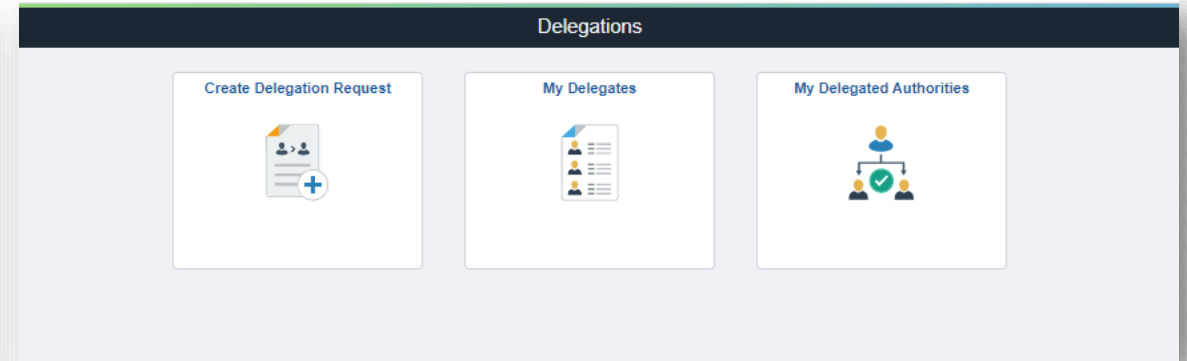 Delegations
Create Delegation Request
My Delegates
My Delegated Authorities